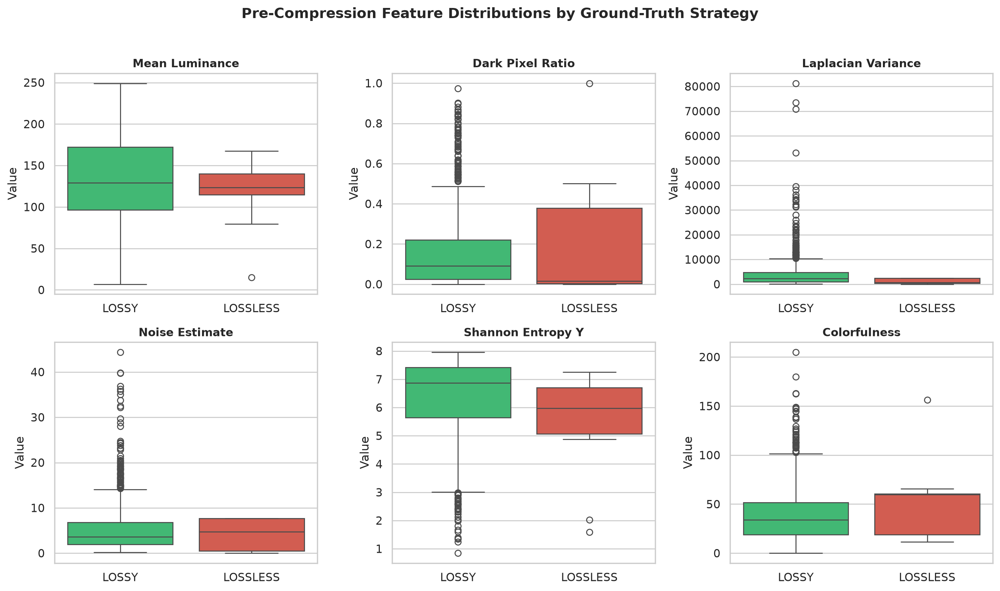 Pre-Compression Feature Distributions by Ground-Truth Strategy
Mean Luminance
Value
250
200
150
100
50
0
LOSSY
LOSSLESS
Dark Pixel Ratio
Value
1.0
0.8
0.6
0.4
0.2
0.0
LOSSY
LOSSLESS
Laplacian Variance
Value
80000
70000
60000
50000
40000
30000
20000
10000
0
LOSSY
LOSSLESS
Noise Estimate
Value
40
30
20
10
0
LOSSY
LOSSLESS
Shannon Entropy Y
Value
8
7
6
5
4
3
2
1
LOSSY
LOSSLESS
Colorfulness
Value
200
150
100
50
0
LOSSY
LOSSLESS